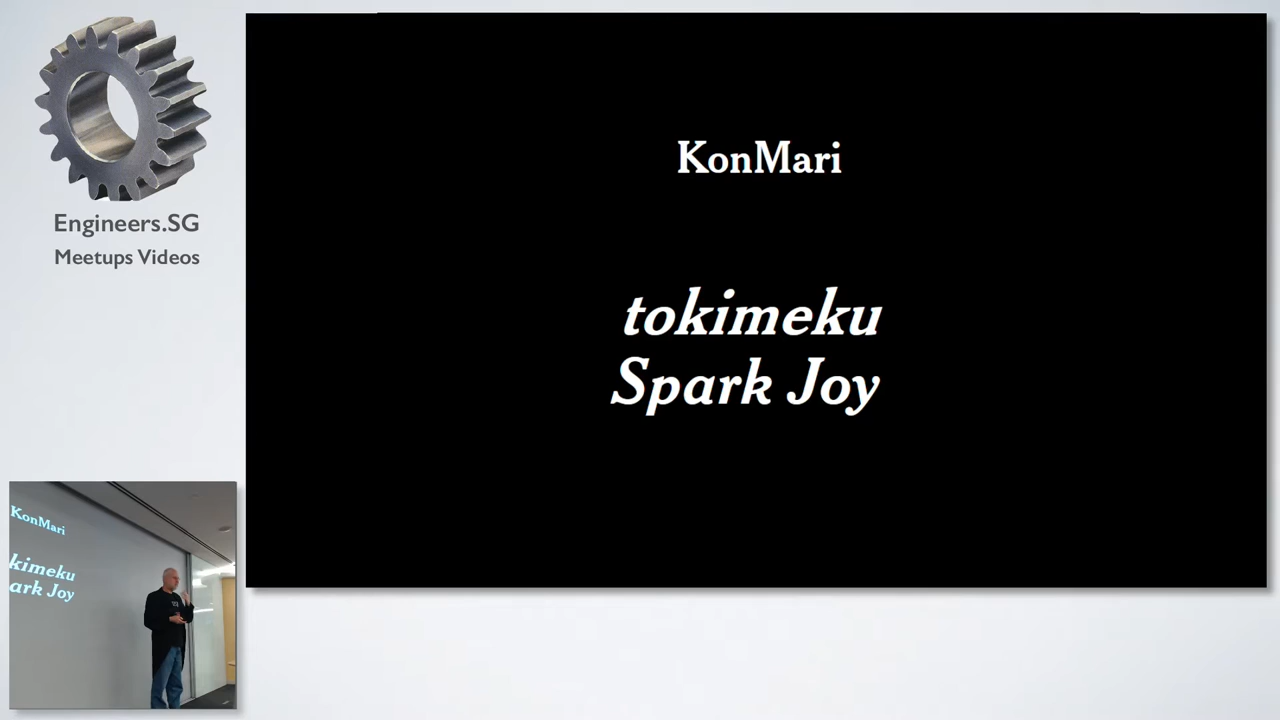 Engineers.SG
Meetups Videos
KonMari
tokimeku
Spark Joy
KonMari
kimeku
ark Joy